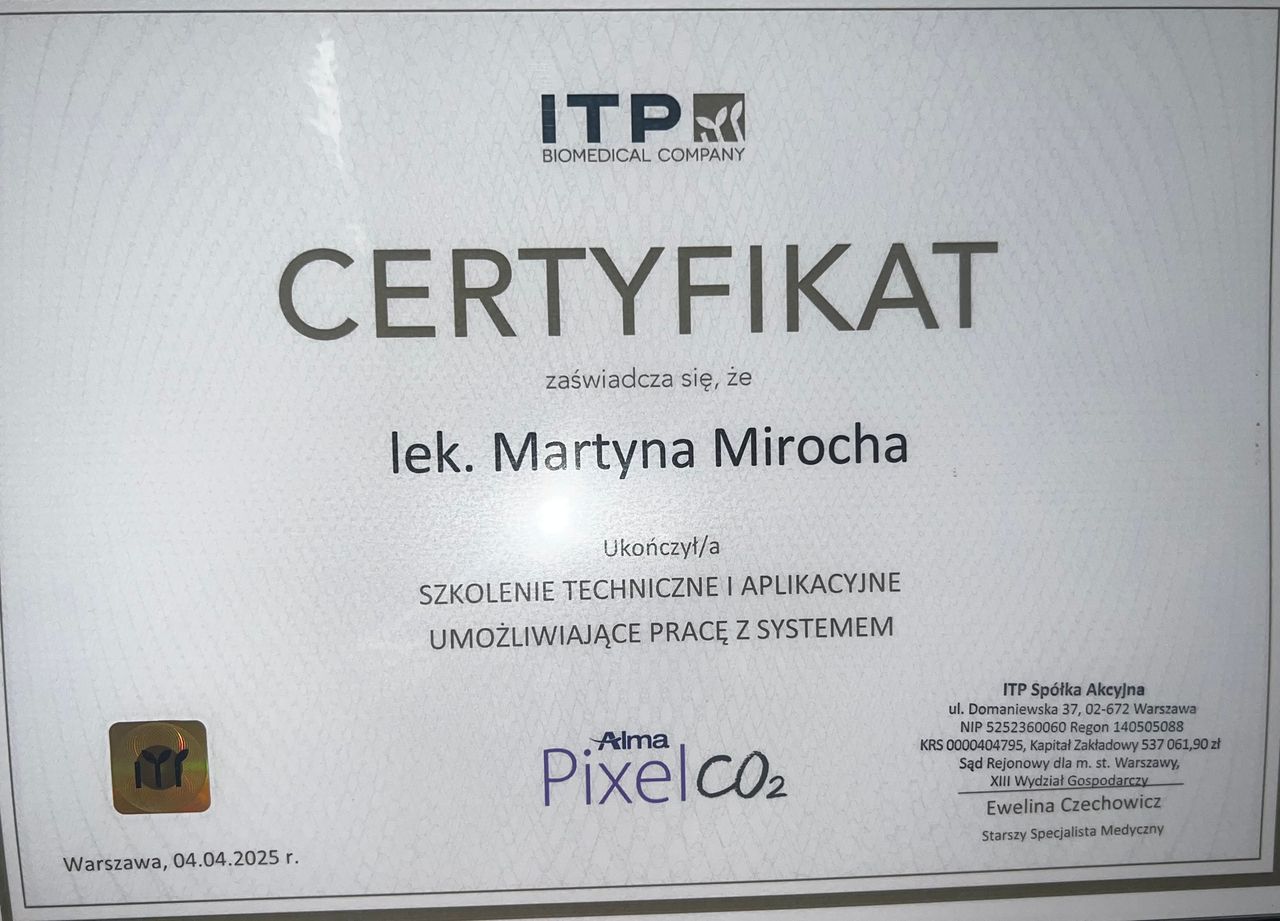 ITP
BIOMEDICAL COMPANY
CERTYFIKAT
zaświadcza się, że
lek. Martyna Mirocha
Ukończył/a
SZKOLENIE TECHNICZNE I APLIKACYJNE
UMOŻLIWIAJĄCE PRACĘ Z SYSTEMEM
Alma
PixelCO₂
ITP Spółka Akcyjna
ul. Domaniewska 37, 02-672 Warszawa
NIP 5252360060 Regon 140505088
KRS 0000404795, Kapitał Zakładowy 537 061,90 zł
Sąd Rejonowy dla m. st. Warszawy,
XIII Wydział Gospodarczy
Ewelina Czechowicz
Starszy Specjalista Medyczny
ITP
Warszawa, 04.04.2025 r.